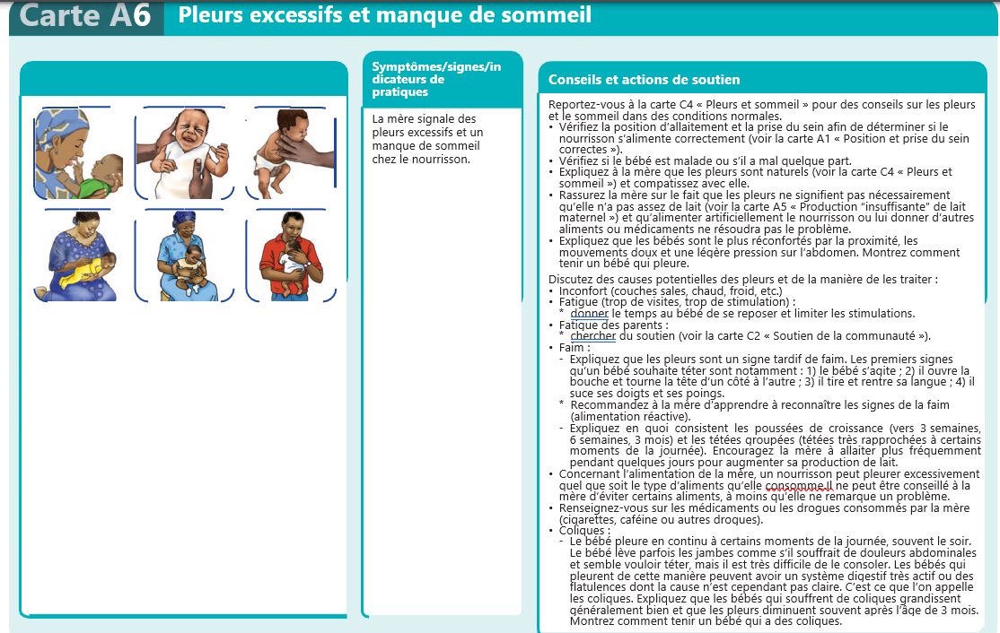 Carte A6
Pleurs excessifs et manque de sommeil
Symptômes/signes/in
dicateurs de
pratiques
La mère signale des
pleurs excessifs et un
manque de sommeil
chez le nourrisson.
Conseils et actions de soutien
Reportez-vous à la carte C4 « Pleurs et sommeil » pour des conseils sur les pleurs
et le sommeil dans des conditions normales.
• Vérifiez la position d’allaitement et la prise du sein afin de déterminer si le
nourrisson s’alimente correctement (voir la carte A1 « Position et prise du sein
correctes »).
• Vérifiez si le bébé est malade ou s’il a mal quelque part.
• Expliquez à la mère que les pleurs sont naturels (voir la carte C4 « Pleurs et
sommeil ») et compatissez avec elle.
• Rassurez la mère sur le fait que les pleurs ne signifient pas nécessairement
qu’elle n’a pas assez de lait (voir la carte A5 « Production “insuffisante” de lait
maternel ») et qu’alimenter artificiellement le nourrisson ou lui donner d’autres
aliments ou médicaments ne résoudra pas le problème.
• Expliquez que les bébés sont le plus réconfortés par la proximité, les
mouvements doux et une légère pression sur l’abdomen. Montrez comment
tenir un bébé qui pleure.
Discutez des causes potentielles des pleurs et de la manière de les traiter :
• Inconfort (couches sales, chaud, froid, etc.)
• Fatigue (trop de visites, trop de stimulation) :
* donner le temps au bébé de se reposer et limiter les stimulations.
• Fatigue des parents :
* chercher du soutien (voir la carte C2 « Soutien de la communauté »).
• Faim :
- Expliquez que les pleurs sont un signe tardif de faim. Les premiers signes
qu’un bébé souhaite téter sont notamment : 1) le bébé s’agite ; 2) il ouvre la
bouche et tourne la tête d’un côté à l’autre ; 3) il tire et rentre sa langue ; 4) il
suce ses doigts et ses poings.
* Recommandez à la mère d’apprendre à reconnaître les signes de la faim
(alimentation réactive).
- Expliquez en quoi consistent les poussées de croissance (vers 3 semaines,
6 semaines, 3 mois) et les tétées groupées (tétées très rapprochées à certains
moments de la journée). Encouragez la mère à allaiter plus fréquemment
pendant quelques jours pour augmenter sa production de lait.
• Concernant l’alimentation de la mère, un nourrisson peut pleurer excessivement
quel que soit le type d’aliments qu’elle consomme.Il ne peut être conseillé à la
mère d’éviter certains aliments, à moins qu’elle ne remarque un problème.
• Renseignez-vous sur les médicaments ou les drogues consommés par la mère
(cigarettes, caféine ou autres drogues).
• Coliques :
- Le bébé pleure en continu à certains moments de la journée, souvent le soir.
Le bébé lève parfois les jambes comme s’il souffrait de douleurs abdominales
et semble vouloir téter, mais il est très difficile de le consoler. Les bébés qui
pleurent de cette manière peuvent avoir un système digestif très actif ou des
flatulences dont la cause n’est cependant pas claire. C’est ce que l’on appelle
les coliques. Expliquez que les bébés qui souffrent de coliques grandissent
généralement bien et que les pleurs diminuent souvent après l’âge de 3 mois.
Montrez comment tenir un bébé qui a des coliques.